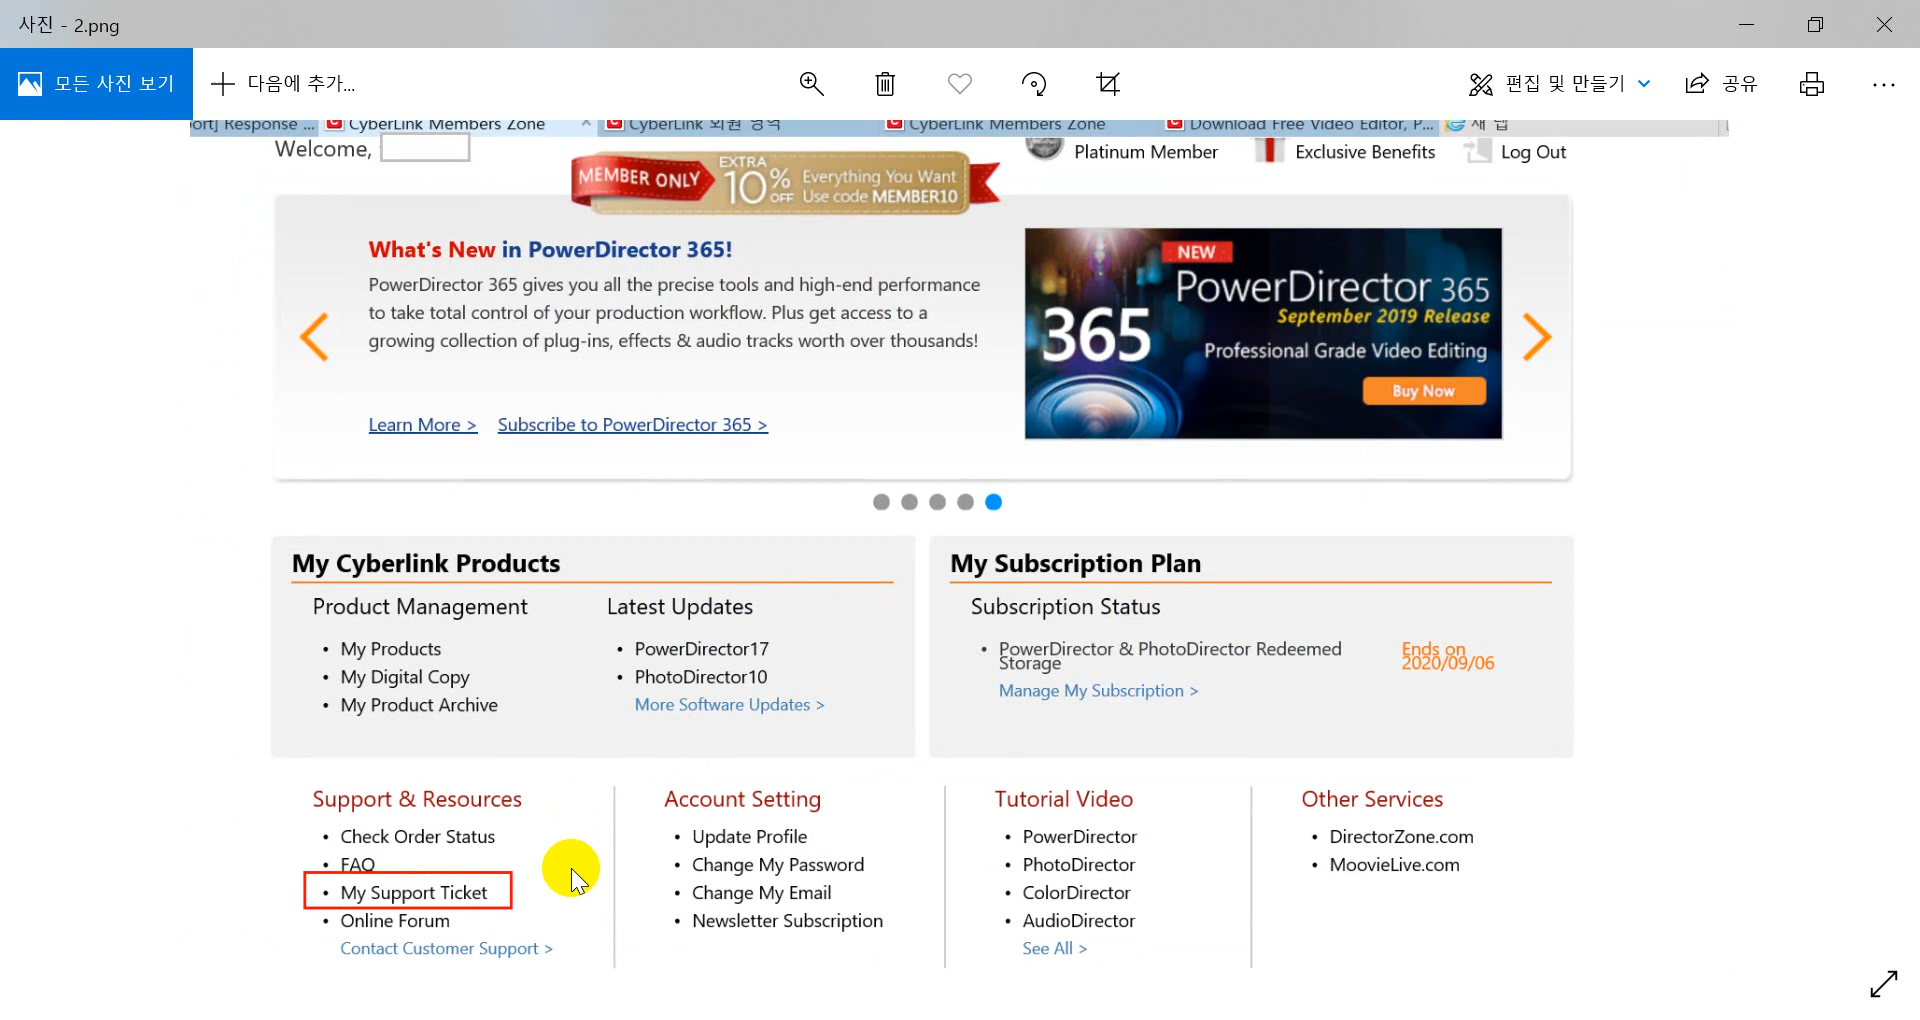 사진 - 2.png
모든 사진 보기
다음에 추가...
편집 및 만들기
공유
ort] Response ...
CyberLink Members Zone
CyberLink 회원 영역
CyberLink Members Zone
Download Free Video Editor, P...
새 탭
Welcome,
Platinum Member
Exclusive Benefits
Log Out
MEMBER ONLY
EXTRA
10% OFF
Everything You Want
Use code MEMBER10
What's New in PowerDirector 365!
PowerDirector 365 gives you all the precise tools and high-end performance
to take total control of your production workflow. Plus get access to a
growing collection of plug-ins, effects & audio tracks worth over thousands!
Learn More >
Subscribe to PowerDirector 365 >
NEW
PowerDirector 365
September 2019 Release
365
Professional Grade Video Editing
Buy Now
My Cyberlink Products
Product Management
My Products
My Digital Copy
My Product Archive
Latest Updates
PowerDirector17
PhotoDirector10
More Software Updates >
My Subscription Plan
Subscription Status
PowerDirector & PhotoDirector Redeemed
Storage
Ends on
2020/09/06
Manage My Subscription >
Support & Resources
Check Order Status
FAQ
My Support Ticket
Online Forum
Contact Customer Support >
Account Setting
Update Profile
Change My Password
Change My Email
Newsletter Subscription
Tutorial Video
PowerDirector
PhotoDirector
ColorDirector
AudioDirector
See All >
Other Services
DirectorZone.com
MoovieLive.com